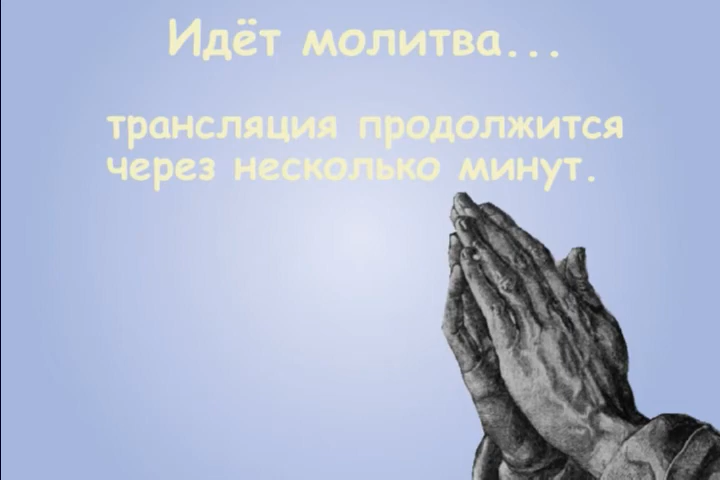 Идёт молитва...
трансляция продолжится
через несколько минут.